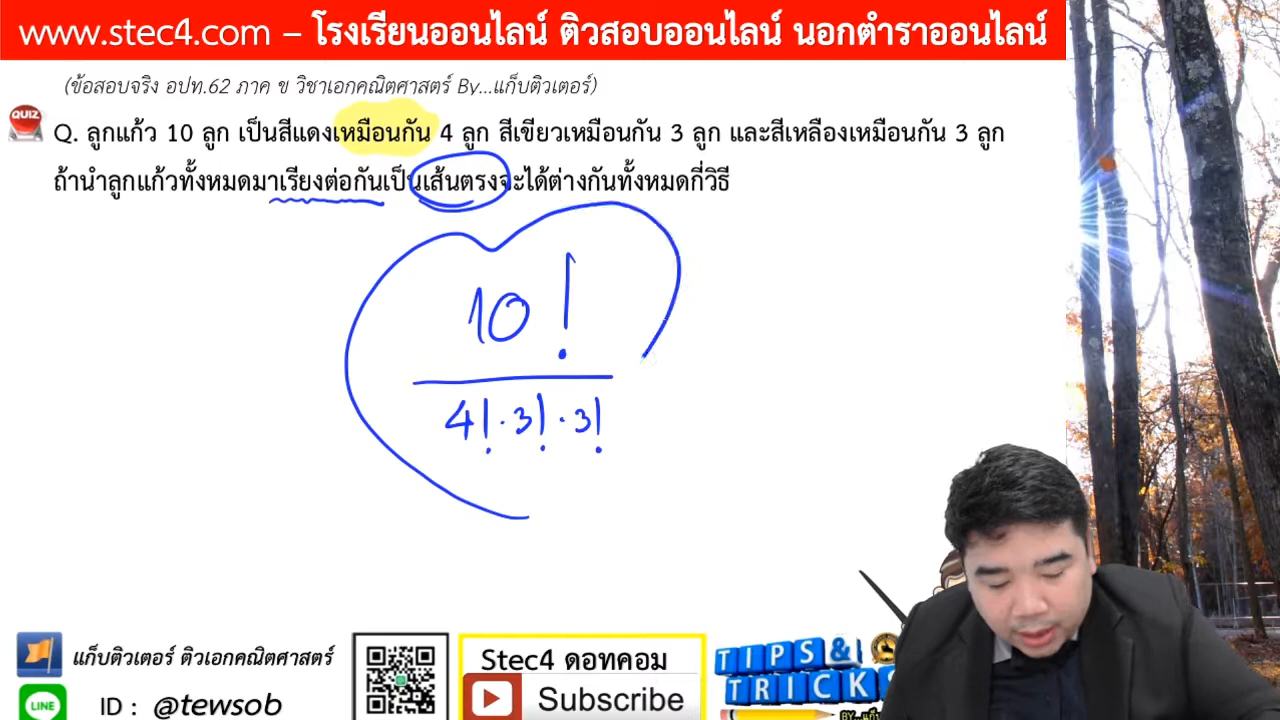 www.stec4.com – โรงเรียนออนไลน์ ติวสอบออนไลน์ นอกตำราออนไลน์
(ข้อสอบจริง อปท.62 ภาค ข วิชาเอกคณิตศาสตร์ By...แก็บติวเตอร์)
QUIZ
Q. ลูกแก้ว 10 ลูก เป็นสีแดงเหมือนกัน 4 ลูก สีเขียวเหมือนกัน 3 ลูก และสีเหลืองเหมือนกัน 3 ลูก
ถ้านำลูกแก้วทั้งหมดมาเรียงต่อกันเป็นเส้นตรงจะได้ต่างกันทั้งหมดกี่วิธี
10!
4! · 3! · 3!
แก็บติวเตอร์ ติวเอกคณิตศาสตร์
LINE
ID : @tewsob
Stec4 ดอทคอม
Subscribe
TIPS &
TRICKS